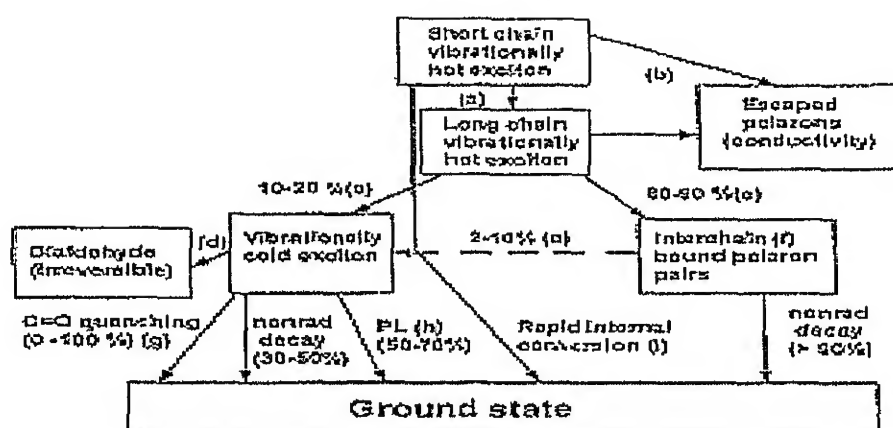 Short chain
vibrationally
hot exciton
(b)
(a)
Escaped
polarons
(conductivity)
Long chain
vibrationally
hot exciton
10-20 %(c)
80-90 %(c)
(d)
Dialdehyde
(irreversible)
Vibrationally
cold exciton
2-10% (e)
Interchain (f)
bound polaron
pairs
C=O quenching
(0-100 %) (g)
nonrad
decay
(30-50%)
PL (h)
(50-70%)
Rapid Internal
conversion (i)
nonrad
decay
(> 90%)
Ground state